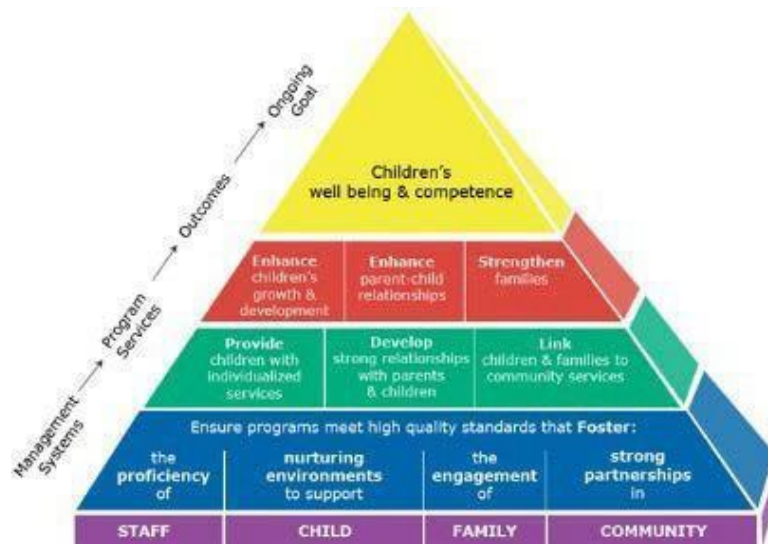 Ongoing
Goal
Outcomes
Program
Services
Management
Systems
Children's
well being & competence
Enhance
children's
growth &
development
Enhance
parent-child
relationships
Strengthen
families
Provide
children with
individualized
services
Develop
strong relationships
with parents
& children
Link
children & families to
community services
Ensure programs meet high quality standards that Foster:
the
proficiency
of
nurturing
environments
to support
the
engagement
of
strong
partnerships
in
STAFF
CHILD
FAMILY
COMMUNITY